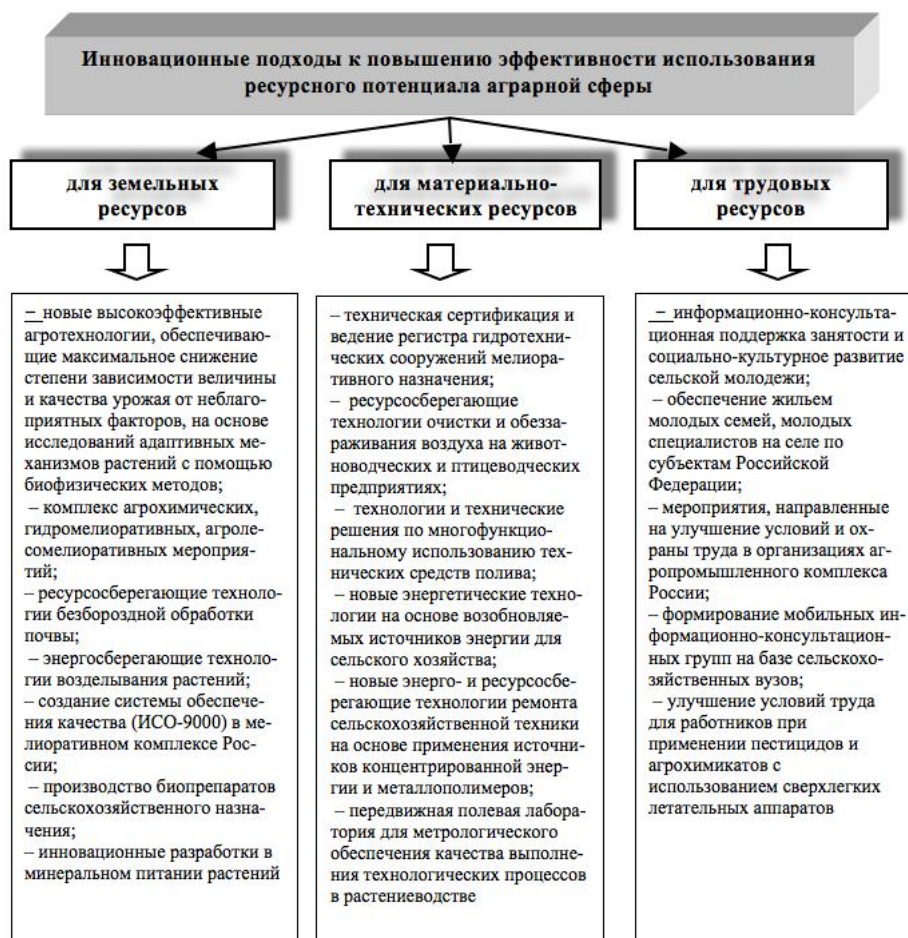 Инновационные подходы к повышению эффективности использования
ресурсного потенциала аграрной сферы
для земельных
ресурсов
для материально-
технических ресурсов
для трудовых
ресурсов
– новые высокоэффективные
агротехнологии, обеспечиваю-
щие максимальное снижение
степени зависимости величины
и качества урожая от неблаго-
приятных факторов, на основе
исследований адаптивных ме-
ханизмов растений с помощью
биофизических методов;
– комплекс агрохимических,
гидромелиоративных, агроле-
сомелиоративных мероприя-
тий;
– ресурсосберегающие техноло-
гии безбороздной обработки
почвы;
– энергосберегающие техноло-
гии возделывания растений;
– создание системы обеспече-
ния качества (ИСО-9000) в ме-
лиоративном комплексе Рос-
сии;
– производство биопрепаратов
сельскохозяйственного назна-
чения;
– инновационные разработки в
минеральном питании растений
– техническая сертификация и
ведение регистра гидротехни-
ческих сооружений мелиора-
тивного назначения;
– ресурсосберегающие
технологии очистки и обезза-
раживания воздуха на живот-
новодческих и птицеводческих
предприятиях;
– технологии и технические
решения по многофункцио-
нальному использованию тех-
нических средств полива;
– новые энергетические техно-
логии на основе возобновляе-
мых источников энергии для
сельского хозяйства;
– новые энерго- и ресурсосбе-
регающие технологии ремонта
сельскохозяйственной техники
на основе применения источни-
ков концентрированной энер-
гии и металлополимеров;
– передвижная полевая лабора-
тория для метрологического
обеспечения качества выполне-
ния технологических процессов
в растениеводстве
– информационно-консульта-
ционная поддержка занятости и
социально-культурное развитие
сельской молодежи;
– обеспечение жильем
молодых семей, молодых
специалистов на селе по
субъектам Российской
Федерации;
– мероприятия, направленные
на улучшение условий и ох-
раны труда в организациях аг-
ропромышленного комплекса
России;
– формирование мобильных ин-
формационно-консультацион-
ных групп на базе сельскохо-
зяйственных вузов;
– улучшение условий труда
для работников при
применении пестицидов и
агрохимикатов с
использованием сверхлегких
летательных аппаратов